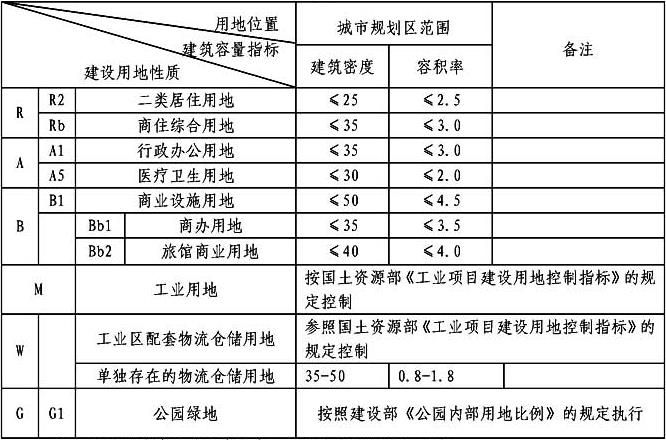 用地位置
建筑容量指标
建设用地性质
城市规划区范围
备注
建筑密度 容积率
R R2 二类居住用地 ≤25 ≤2.5
Rb 商住综合用地 ≤35 ≤3.0
A A1 行政办公用地 ≤35 ≤3.0
A5 医疗卫生用地 ≤30 ≤2.0
B B1 商业设施用地 ≤50 ≤4.5
Bb1 商办用地 ≤35 ≤3.5
Bb2 旅馆商业用地 ≤40 ≤4.0
M 工业用地 按国土资源部《工业项目建设用地控制指标》的规
定控制
W 工业区配套物流仓储用地 参照国土资源部《工业项目建设用地控制指标》的
规定控制
单独存在的物流仓储用地 35-50 0.8-1.8
G G1 公园绿地 按照建设部《公园内部用地比例》的规定执行